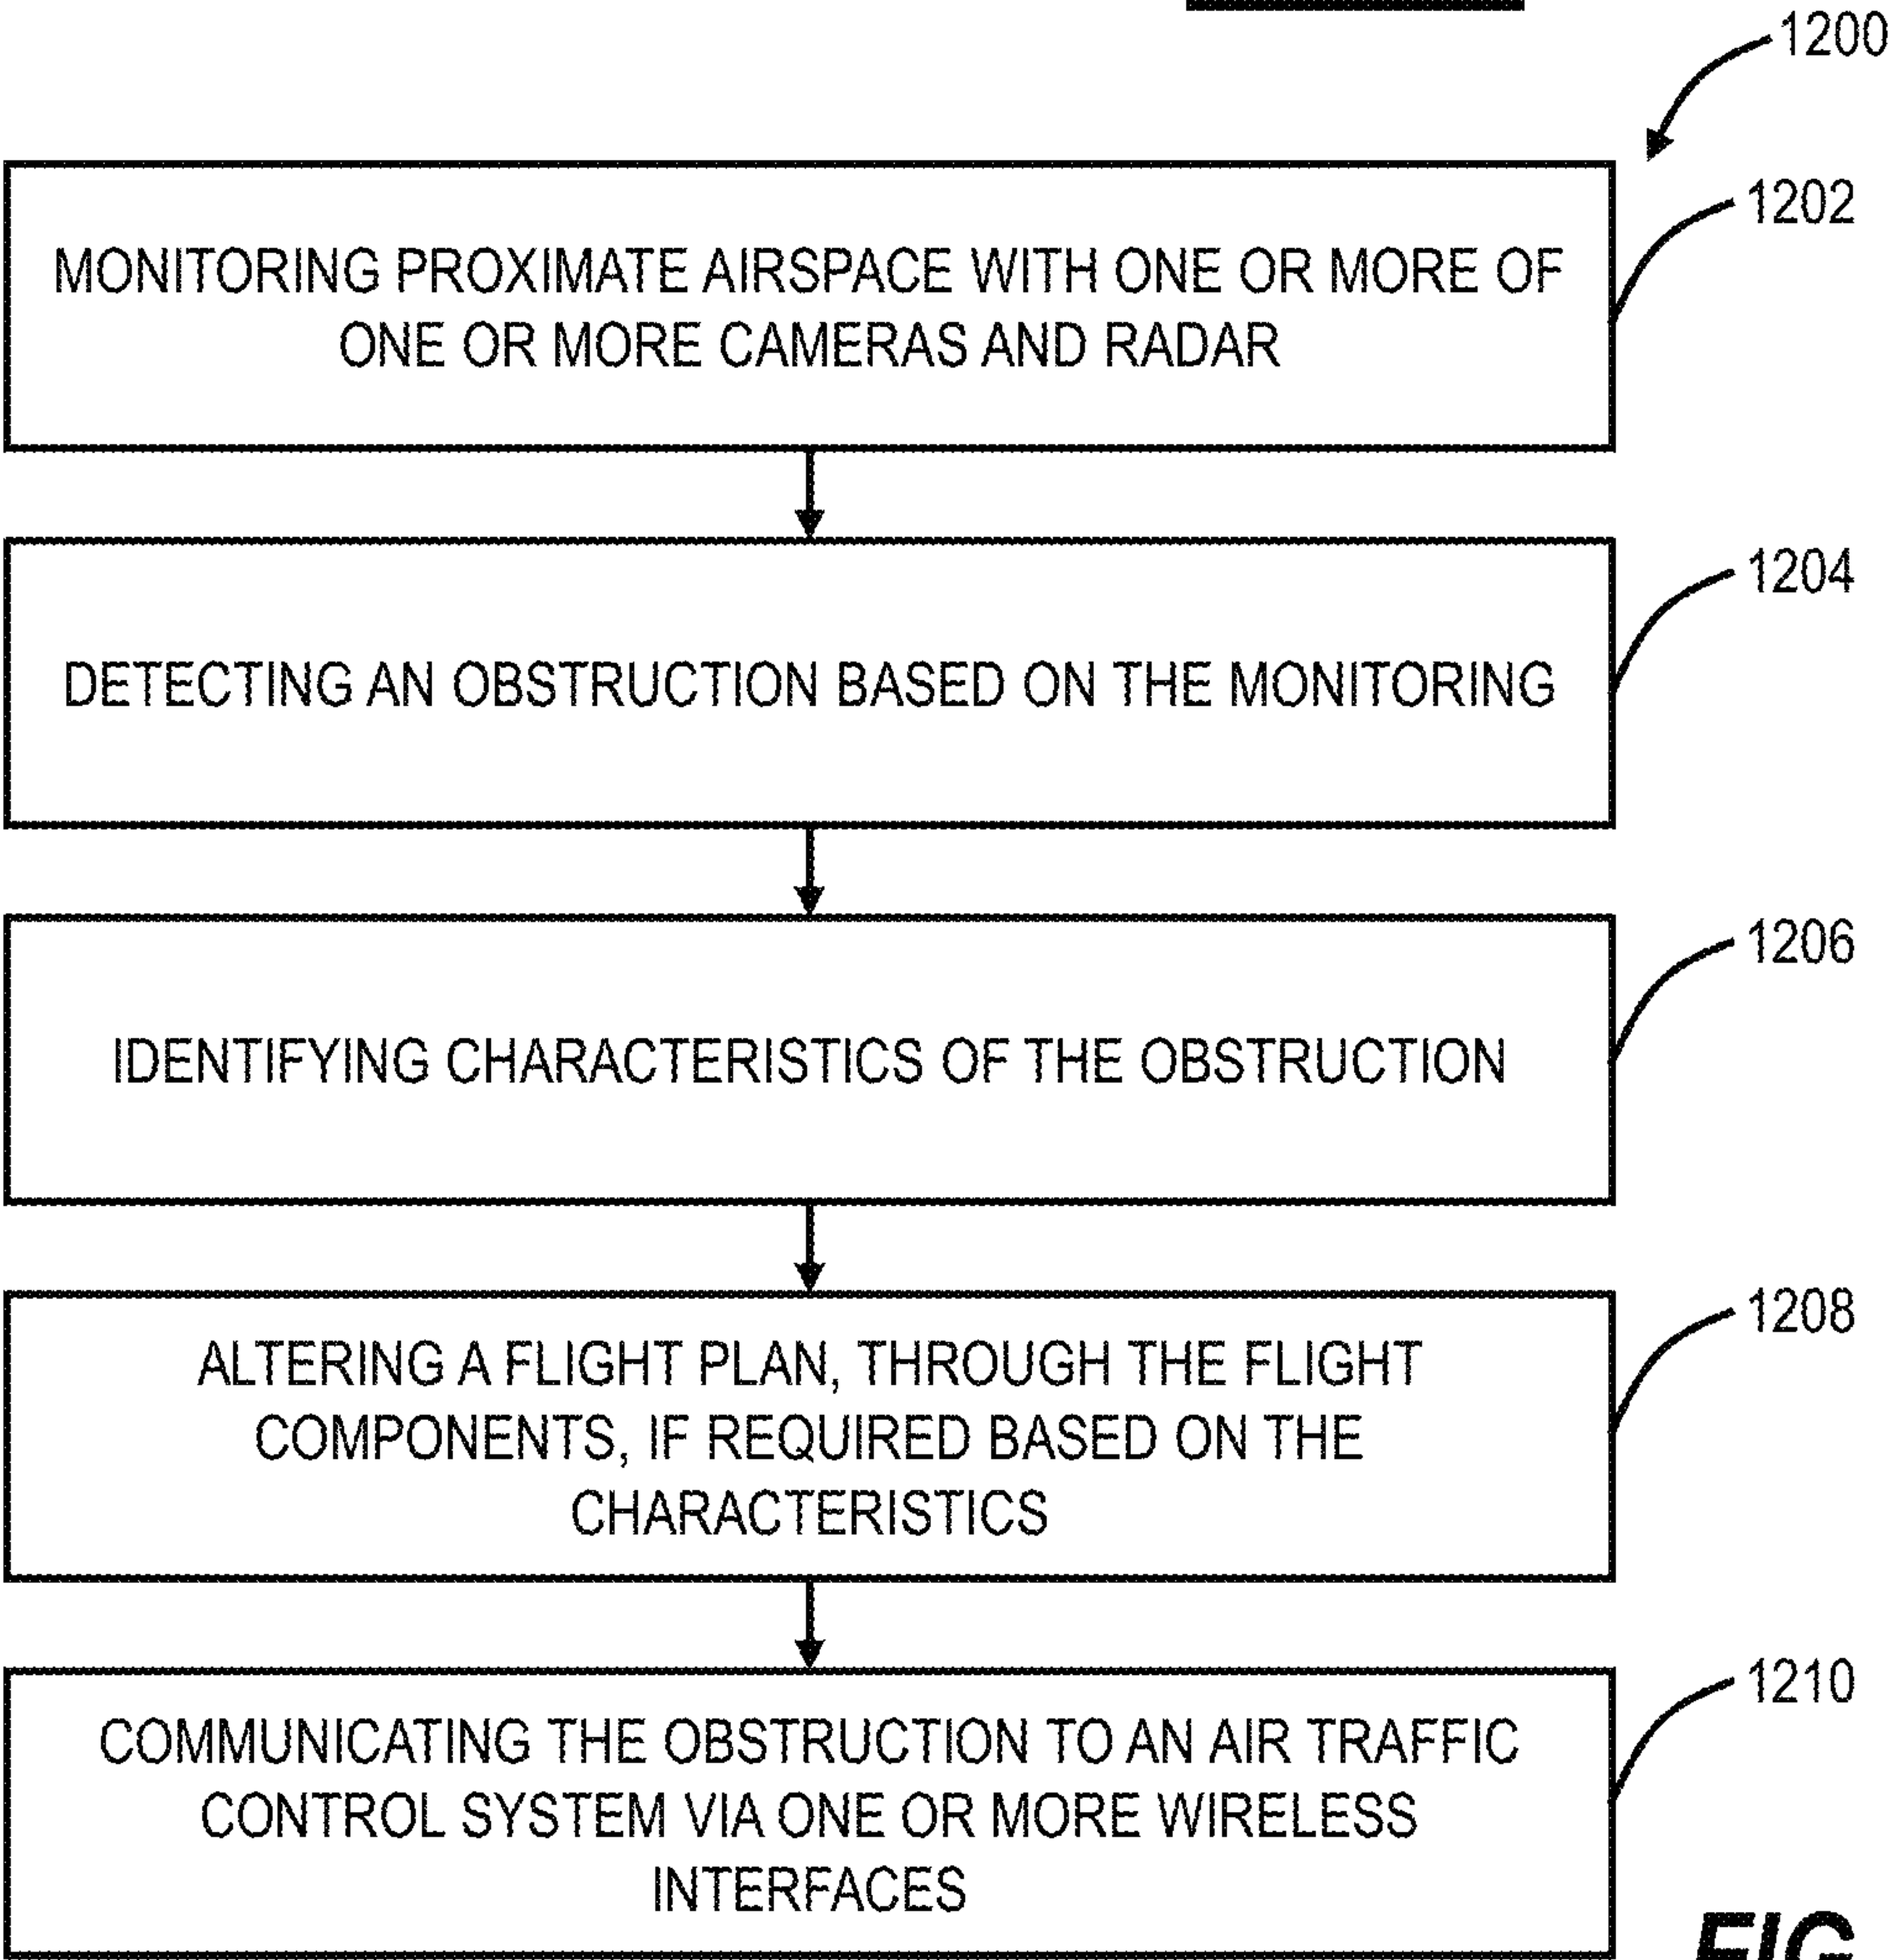 1200
1202
MONITORING PROXIMATE AIRSPACE WITH ONE OR MORE OF
ONE OR MORE CAMERAS AND RADAR
1204
DETECTING AN OBSTRUCTION BASED ON THE MONITORING
1206
IDENTIFYING CHARACTERISTICS OF THE OBSTRUCTION
1208
ALTERING A FLIGHT PLAN, THROUGH THE FLIGHT
COMPONENTS, IF REQUIRED BASED ON THE
CHARACTERISTICS
1210
COMMUNICATING THE OBSTRUCTION TO AN AIR TRAFFIC
CONTROL SYSTEM VIA ONE OR MORE WIRELESS
INTERFACES
FIG